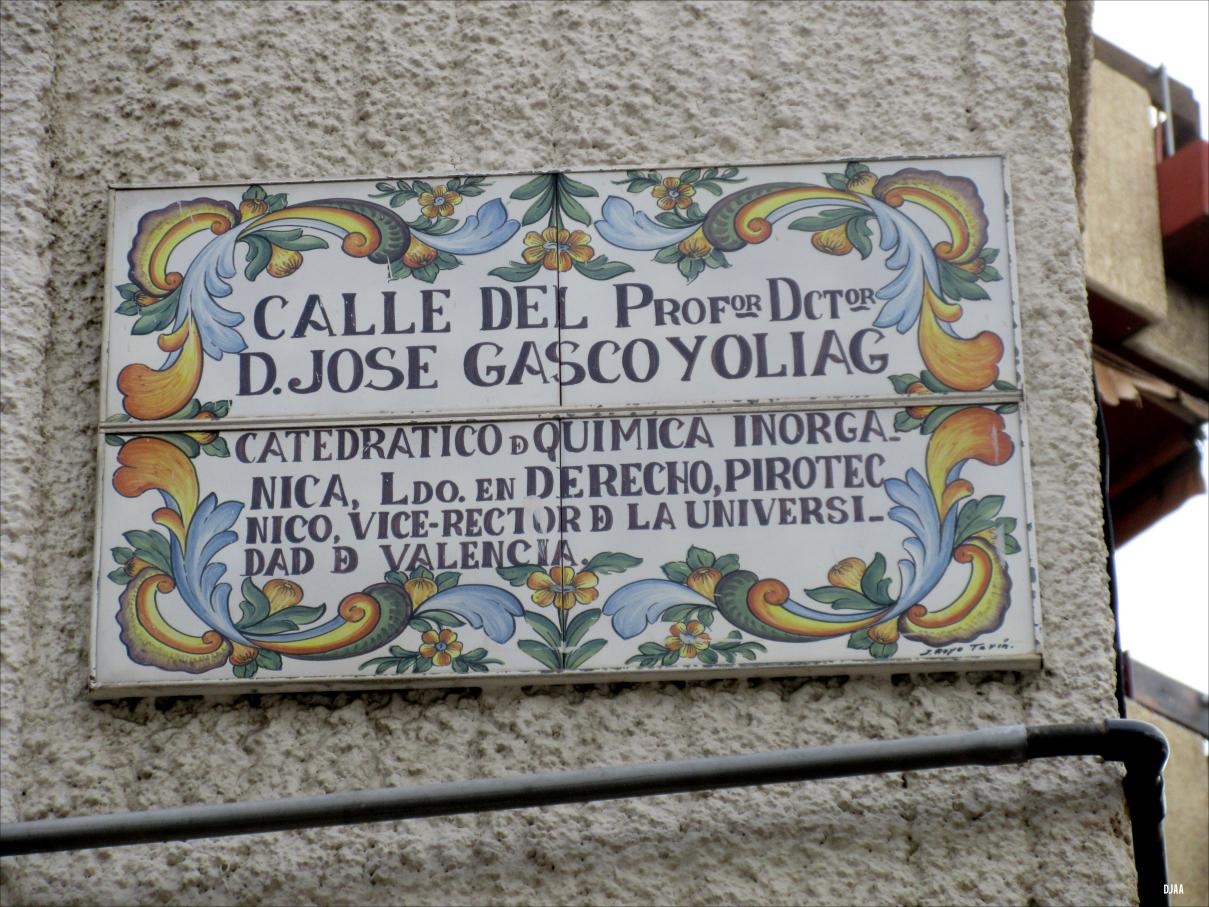 CALLE DEL PROFOR DCTOR
D. JOSE GASCO Y OLIAG
CATEDRATICO D QUIMICA INORGA-
NICA, LDO. EN DERECHO, PIROTEC
NICO, VICE-RECTOR Đ LA UNIVERSI-
DAD Đ VALENCIA.
DJAA